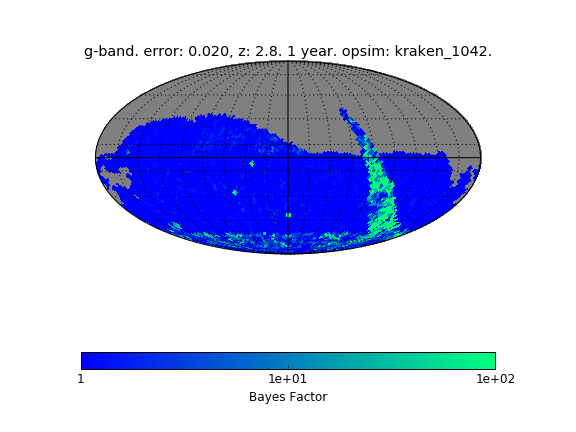 g-band. error: 0.020, z: 2.8. 1 year. opsim: kraken_1042.
1 1e+01 1e+02
Bayes Factor